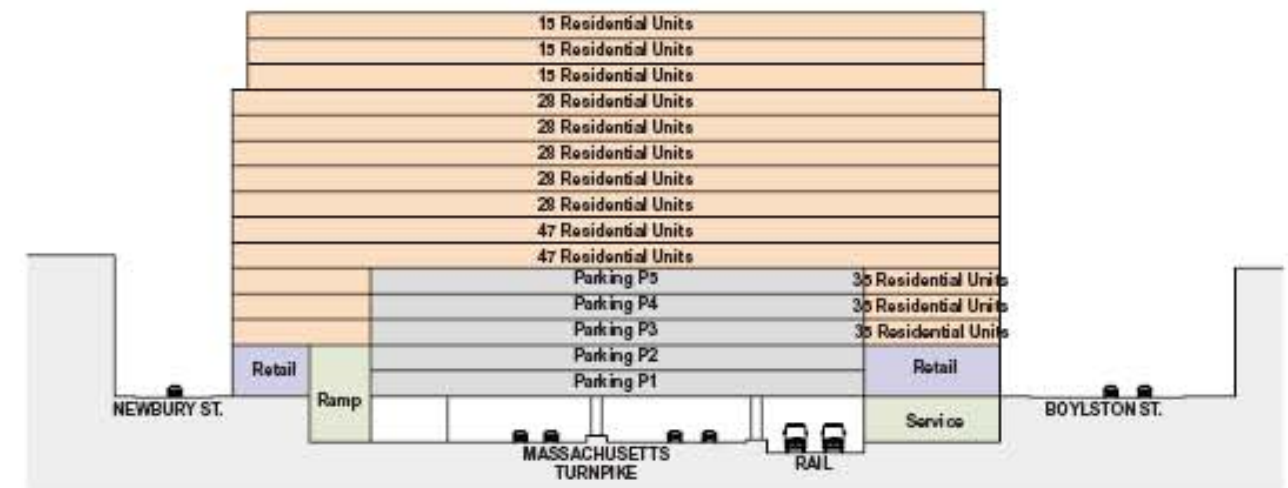 15 Residential Units
15 Residential Units
15 Residential Units
28 Residential Units
28 Residential Units
28 Residential Units
28 Residential Units
28 Residential Units
47 Residential Units
47 Residential Units
Parking P5
35 Residential Units
Parking P4
35 Residential Units
Parking P3
35 Residential Units
Retail
Parking P2
Retail
Parking P1
Ramp
NEWBURY ST.
BOYLSTON ST.
Service
MASSACHUSETTS
TURNPIKE
RAIL